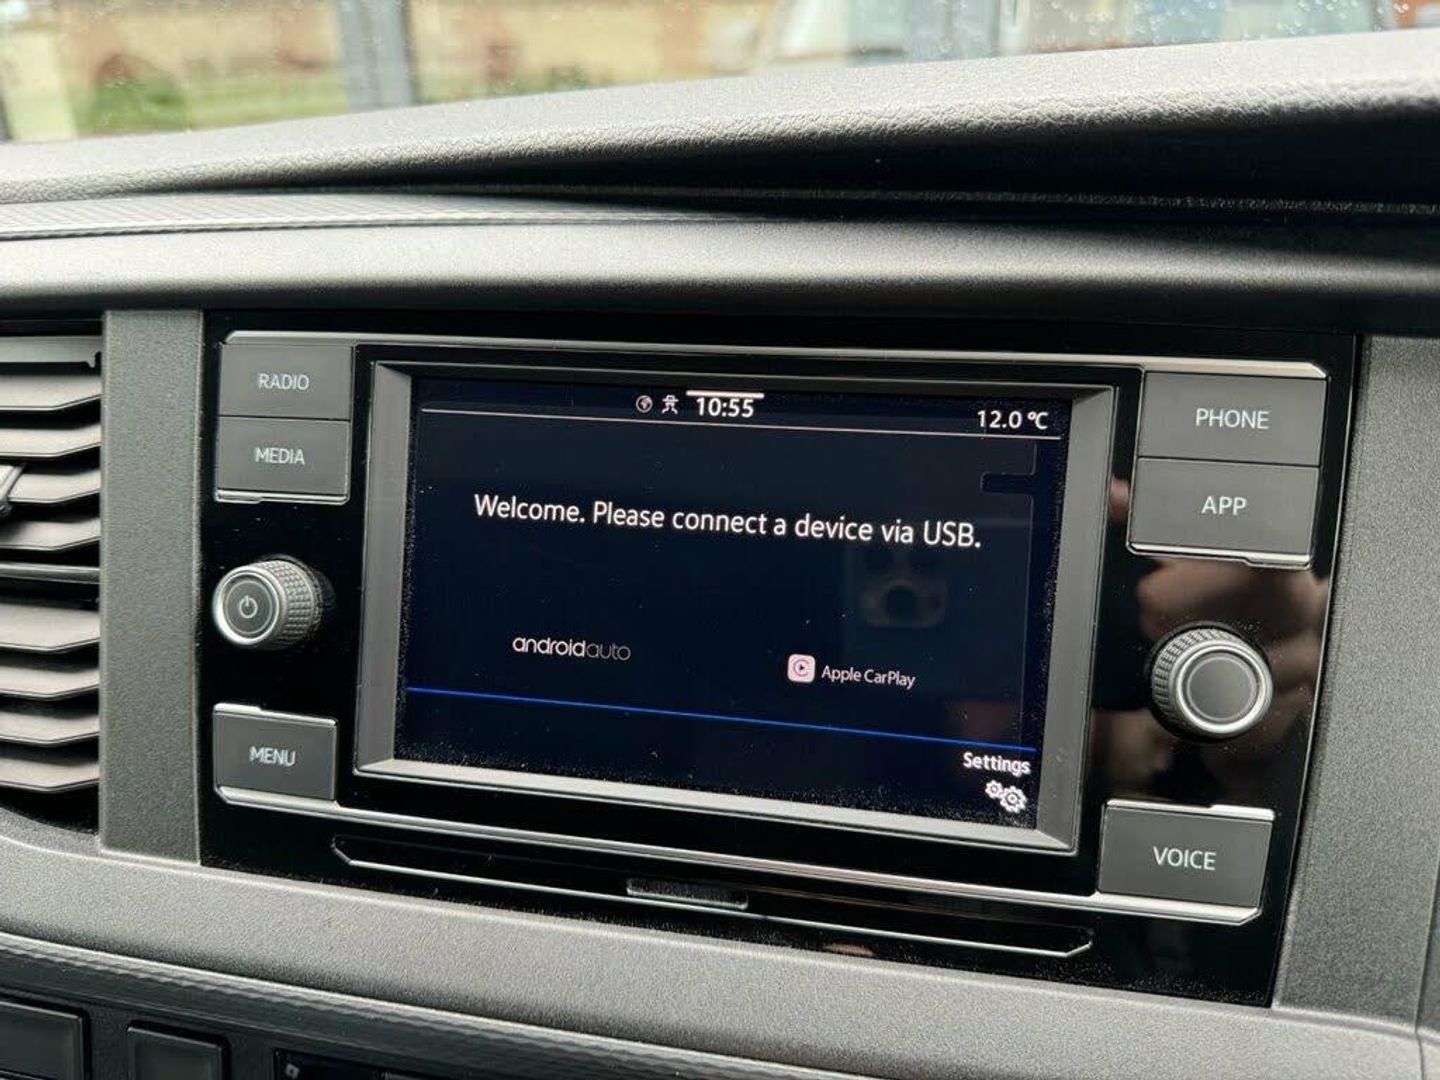 RADIO
MEDIA
MENU
10:55
12.0 °C
Welcome. Please connect a device via USB.
androidauto
Apple CarPlay
Settings
PHONE
APP
VOICE